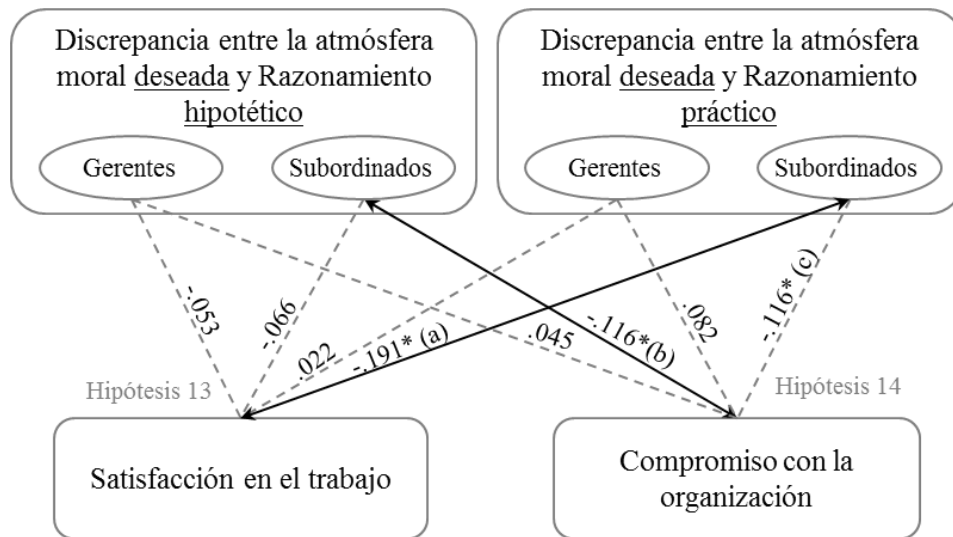 Discrepancia entre la atmósfera
moral deseada y Razonamiento
hipotético
Gerentes
Subordinados
Discrepancia entre la atmósfera
moral deseada y Razonamiento
práctico
Gerentes
Subordinados
-.053
-.066
.022
-.191* (a)
.045
-.116*(b)
.082
-.116* (c)
Hipótesis 13
Hipótesis 14
Satisfacción en el trabajo
Compromiso con la
organización